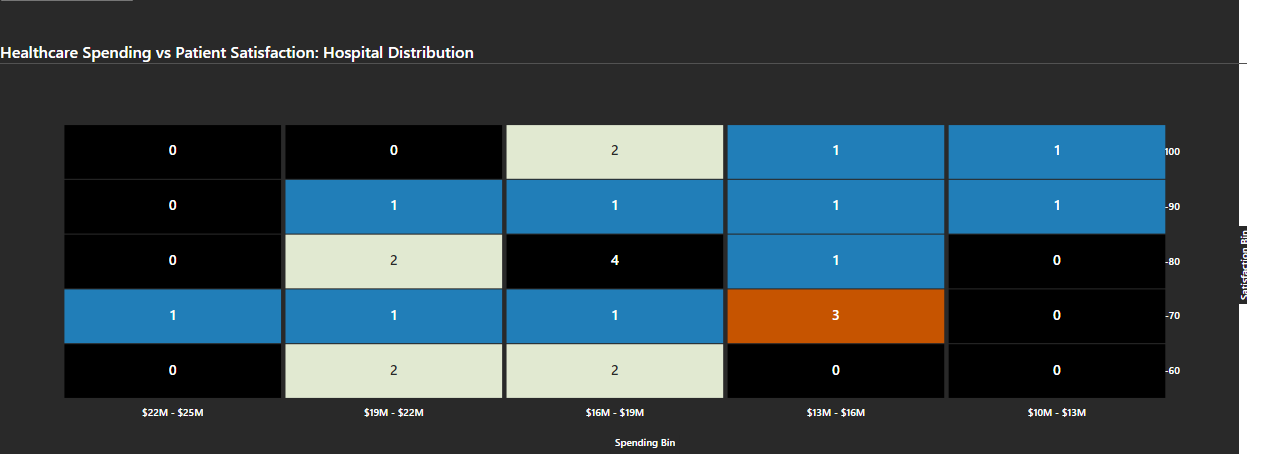 Healthcare Spending vs Patient Satisfaction: Hospital Distribution
0 0 2 1 1 100
0 1 1 1 1 -90
0 2 4 1 0 -80
1 1 1 3 0 -70
0 2 2 0 0 -60
Satisfaction Bin
$22M - $25M $19M - $22M $16M - $19M $13M - $16M $10M - $13M
Spending Bin